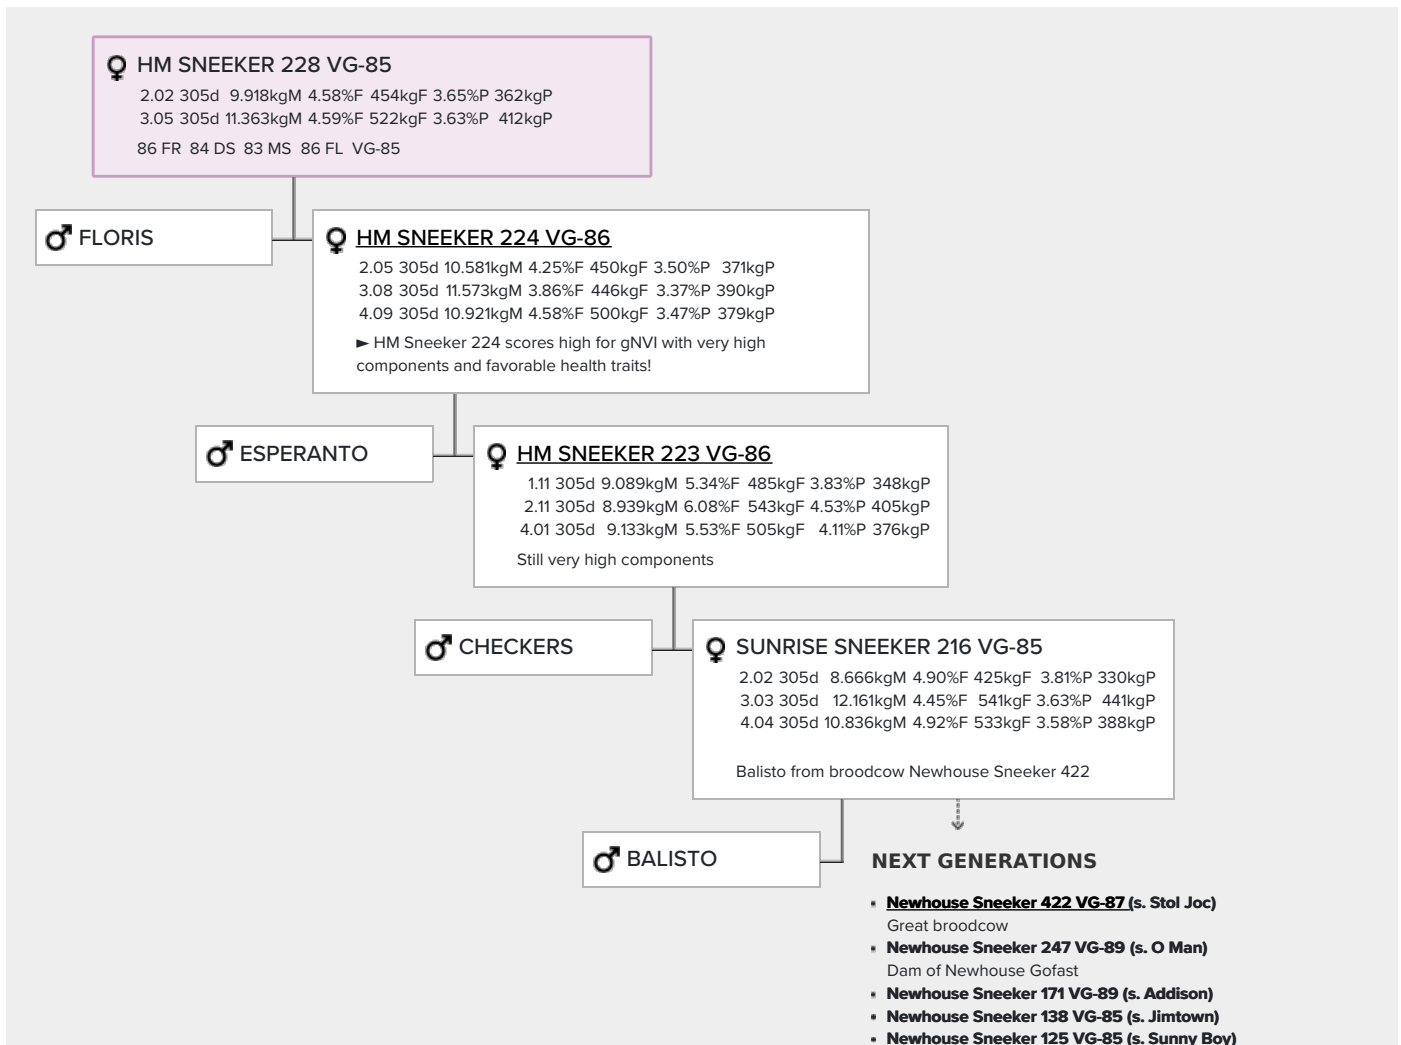 HM SNEEKER 228 VG-85
2.02 305d 9.918kgM 4.58%F 454kgF 3.65%P 362kgP
3.05 305d 11.363kgM 4.59%F 522kgF 3.63%P 412kgP
86 FR 84 DS 83 MS 86 FL VG-85
FLORIS
HM SNEEKER 224 VG-86
2.05 305d 10.581kgM 4.25%F 450kgF 3.50%P 371kgP
3.08 305d 11.573kgM 3.86%F 446kgF 3.37%P 390kgP
4.09 305d 10.921kgM 4.58%F 500kgF 3.47%P 379kgP
► HM Sneeker 224 scores high for gNVI with very high
components and favorable health traits!
ESPERANTO
HM SNEEKER 223 VG-86
1.11 305d 9.089kgM 5.34%F 485kgF 3.83%P 348kgP
2.11 305d 8.939kgM 6.08%F 543kgF 4.53%P 405kgP
4.01 305d 9.133kgM 5.53%F 505kgF 4.11%P 376kgP
Still very high components
CHECKERS
SUNRISE SNEEKER 216 VG-85
2.02 305d 8.666kgM 4.90%F 425kgF 3.81%P 330kgP
3.03 305d 12.161kgM 4.45%F 541kgF 3.63%P 441kgP
4.04 305d 10.836kgM 4.92%F 533kgF 3.58%P 388kgP
Balisto from broodcow Newhouse Sneeker 422
BALISTO
NEXT GENERATIONS
Newhouse Sneeker 422 VG-87 (s. Stol Joc)
Great broodcow
Newhouse Sneeker 247 VG-89 (s. O Man)
Dam of Newhouse Gofast
Newhouse Sneeker 171 VG-89 (s. Addison)
Newhouse Sneeker 138 VG-85 (s. Jimtown)
Newhouse Sneeker 125 VG-85 (s. Sunny Boy)